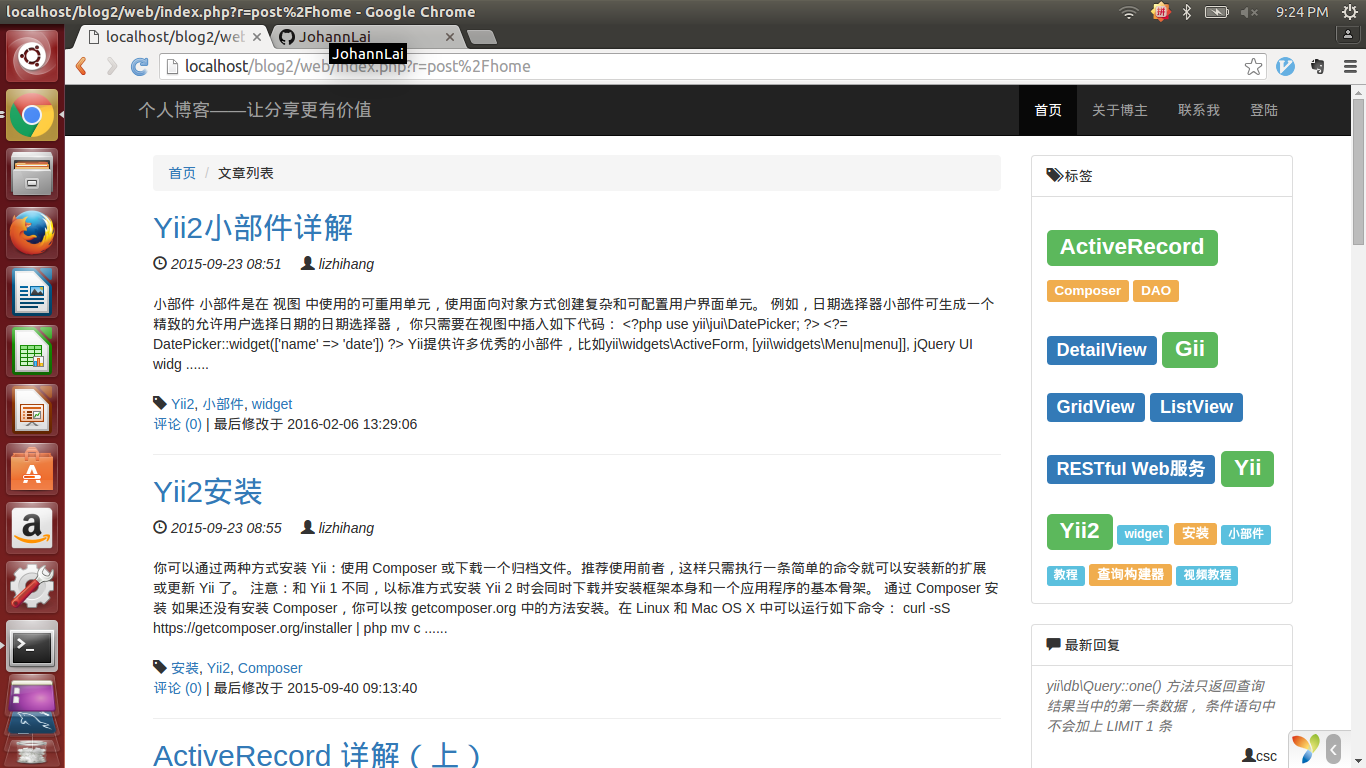 localhost/blog2/web/index.php?r=post%2Fhome - Google Chrome
9:24 PM
localhost/blog2/web
JohannLai
JohannLai
localhost/blog2/web/index.php?r=post%2Fhome
个人博客——让分享更有价值
首页 关于博主 联系我 登陆
首页 / 文章列表
Yii2小部件详解
2015-09-23 08:51 lizhihang
小部件 小部件是在 视图 中使用的可重用单元，使用面向对象方式创建复杂和可配置用户界面单元。 例如，日期选择器小部件可生成一个
精致的允许用户选择日期的日期选择器， 你只需要在视图中插入如下代码： <?php use yii\jui\DatePicker; ?> <?=
DatePicker::widget(['name' => 'date']) ?> Yii提供许多优秀的小部件，比如yii\widgets\ActiveForm, [yii\widgets\Menu|menu]], jQuery UI
widg ......
Yii2, 小部件, widget
评论 (0) | 最后修改于 2016-02-06 13:29:06
Yii2安装
2015-09-23 08:55 lizhihang
你可以通过两种方式安装 Yii：使用 Composer 或下载一个归档文件。推荐使用前者，这样只需执行一条简单的命令就可以安装新的扩展
或更新 Yii 了。 注意：和 Yii 1 不同，以标准方式安装 Yii 2 时会同时下载并安装框架本身和一个应用程序的基本骨架。 通过 Composer 安
装 如果还没有安装 Composer，你可以按 getcomposer.org 中的方法安装。在 Linux 和 Mac OS X 中可以运行如下命令： curl -sS
https://getcomposer.org/installer | php mv c ......
安装, Yii2, Composer
评论 (0) | 最后修改于 2015-09-40 09:13:40
ActiveRecord 详解（上）
标签
ActiveRecord
Composer DAO
DetailView Gii
GridView ListView
RESTful Web服务 Yii
Yii2 widget 安装 小部件
教程 查询构建器 视频教程
最新回复
yii\db\Query::one() 方法只返回查询
结果当中的第一条数据， 条件语句中
不会加上 LIMIT 1 条
csc